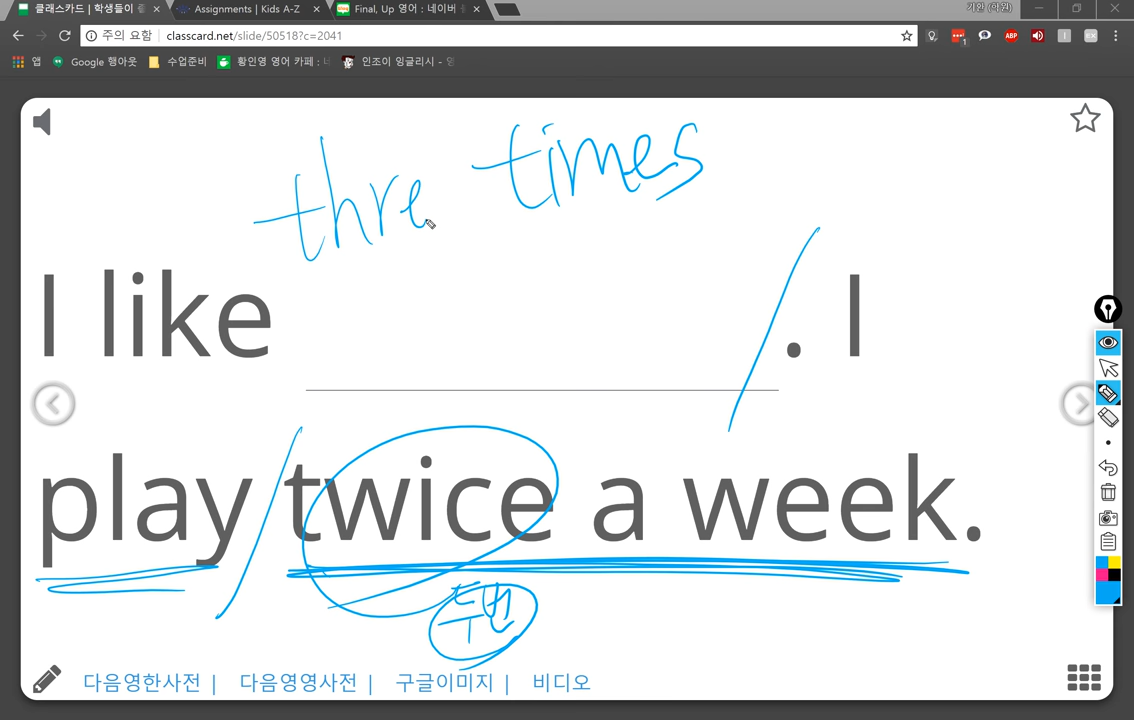 클래스카드 | 학생들이 클
Assignments | Kids A-Z
Final, Up 영어 : 네이버 블
주의 요함 classcard.net/slide/50518?c=2041
앱 Google 행아웃 수업준비 황인영 영어 카페 : 네 인조이 잉글리시 - 영
thre times
I like . I
play twice a week.
두번
다음영한사전 | 다음영영사전 | 구글이미지 | 비디오